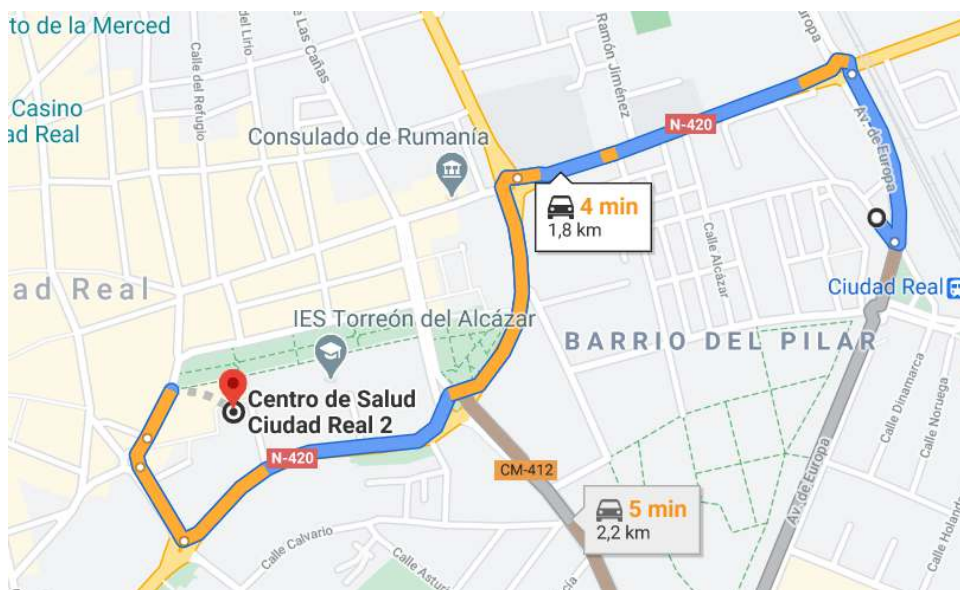 to de la Merced
Calle del Refugio
del Lirio
Las Cañas
Casino
ad Real
Consulado de Rumanía
Ramón Jiménez
N-420
Europa
Av. de Europa
4 min
1,8 km
Calle Alcázar
Ciudad Real
ad Real
IES Torreón del Alcázar
BARRIO DEL PILAR
Centro de Salud
Ciudad Real 2
N-420
CM-412
5 min
2,2 km
Av. de Europa
Calle Dinamarca
Calle Noruega
Calle Holanda
Calle Calvario
Calle Astu